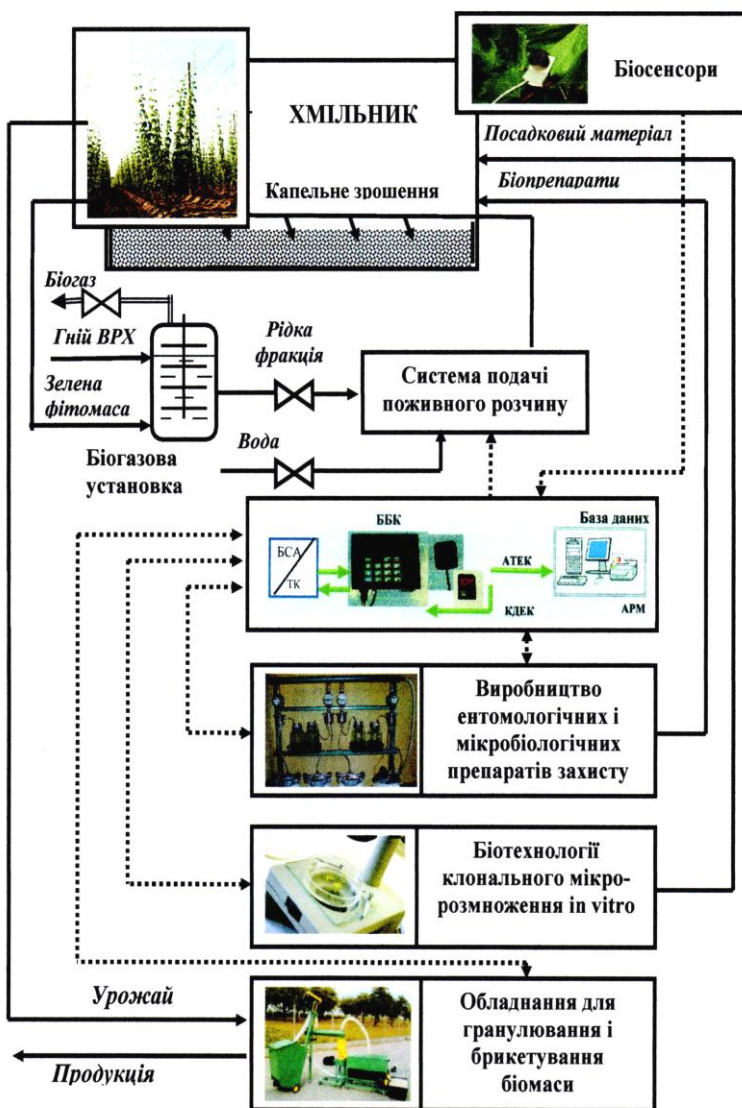 Біосенсори
ХМІЛЬНИК
Посадковий матеріал
Біопрепарати
Капельне зрошення
Біогаз
Гній ВРХ
Зелена
фітомаса
Рідка
фракція
Система подачі
поживного розчину
Вода
Біогазова
установка
ББК
База даних
БСА
ТК
АТЕК
КДЕК
АРМ
Виробництво
ентомологічних і
мікробіологічних
препаратів захисту
Біотехнології
клонального мікро-
розмноження in vitro
Урожай
Обладнання для
гранулювання і
брикетування
біомаси
Продукція